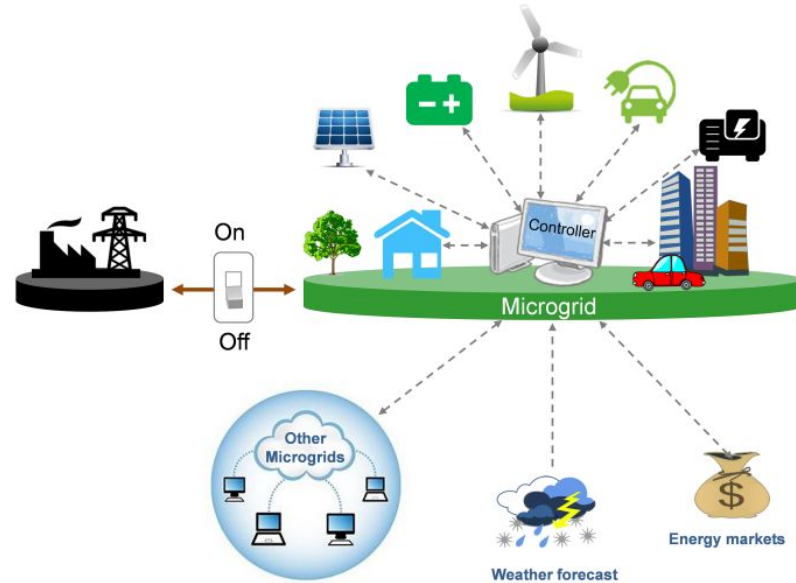 On
Off
Controller
Microgrid
Other
Microgrids
Weather forecast
$
Energy markets